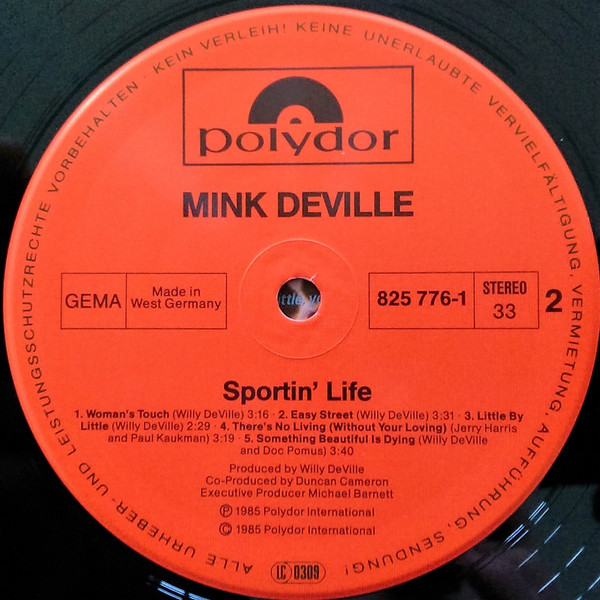 ALLE URHEBER- UND LEISTUNGSSCHUTZRECHTE VORBEHALTEN · KEIN VERLEIH! KEINE UNERLAUBTE VERVIELFÄLTIGUNG, VERMIETUNG, AUFFÜHRUNG, SENDUNG!
polydor
MINK DEVILLE
GEMA
Made in
West Germany
825 776-1
STEREO
33
2
Sportin' Life
1. Woman's Touch (Willy DeVille) 3:16 · 2. Easy Street (Willy DeVille) 3:31 · 3. Little By
Little (Willy DeVille) 2:29 · 4. There's No Living (Without Your Loving) (Jerry Harris
and Paul Kaukman) 3:19 · 5. Something Beautiful Is Dying (Willy DeVille
and Doc Pomus) 3:40
Produced by Willy DeVille
Co-Produced by Duncan Cameron
Executive Producer Michael Barnett
Ⓟ 1985 Polydor International
© 1985 Polydor International
LC 0309